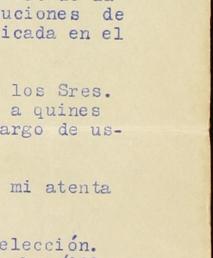 uciones de
icada en el
los Sres.
a quines
argo de us-
mi atenta
elección.